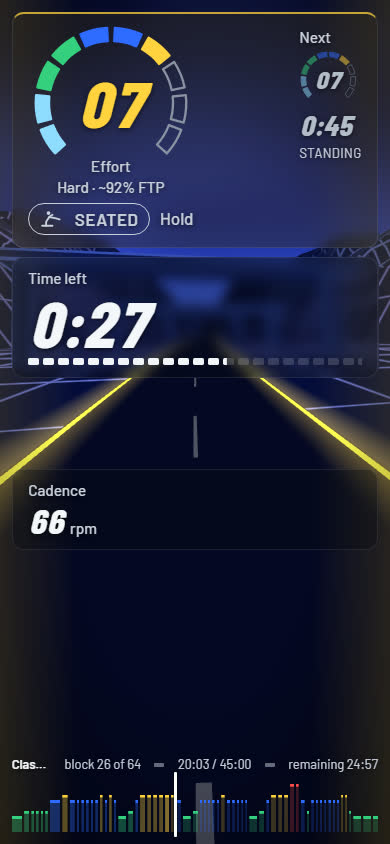 07
Effort
Hard · ~92% FTP
SEATED Hold
Next
07
0:45
STANDING
Time left
0:27
Cadence
66 rpm
Clas... block 26 of 64 20:03 / 45:00 remaining 24:57